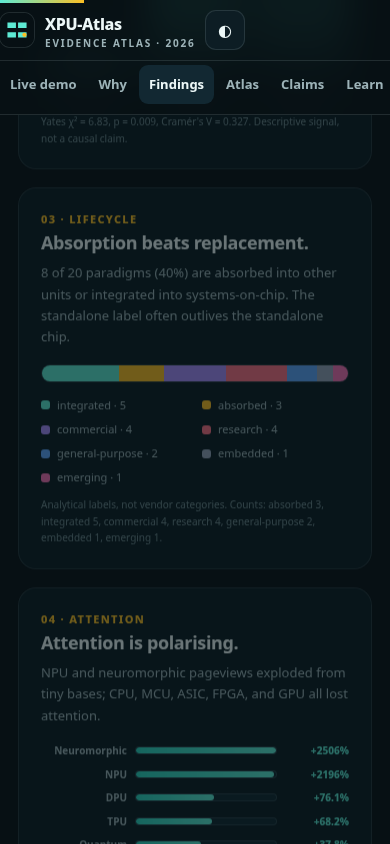 XPU-Atlas
EVIDENCE ATLAS · 2026
Live demo
Why
Findings
Atlas
Claims
Learn
Yates χ² = 6.83, p = 0.009, Cramér's V = 0.327. Descriptive signal,
not a causal claim.
03 · LIFECYCLE
Absorption beats replacement.
8 of 20 paradigms (40%) are absorbed into other
units or integrated into systems-on-chip. The
standalone label often outlives the standalone
chip.
integrated · 5
absorbed · 3
commercial · 4
research · 4
general-purpose · 2
embedded · 1
emerging · 1
Analytical labels, not vendor categories. Counts: absorbed 3,
integrated 5, commercial 4, research 4, general-purpose 2,
embedded 1, emerging 1.
04 · ATTENTION
Attention is polarising.
NPU and neuromorphic pageviews exploded from
tiny bases; CPU, MCU, ASIC, FPGA, and GPU all lost
attention.
Neuromorphic +2506%
NPU +2196%
DPU +76.1%
TPU +68.2%